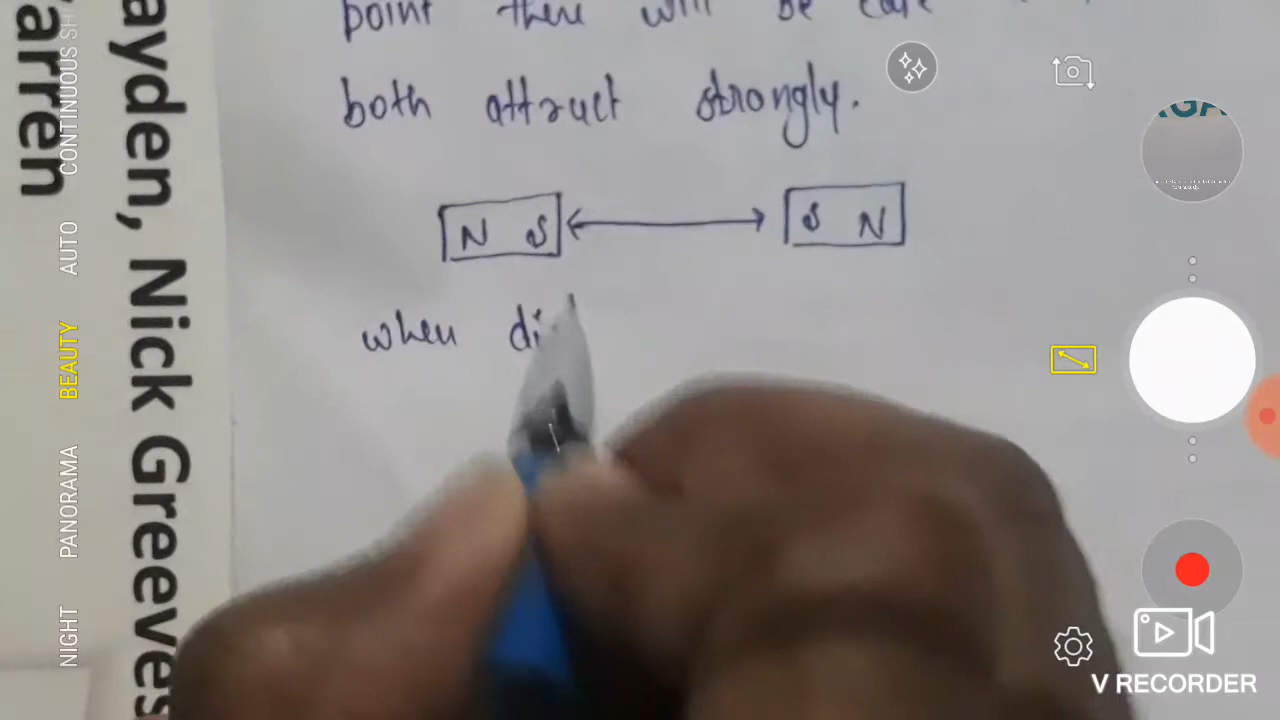 point there will be
both attract strongly.
N S S N
when di
ayden, Nick Greeves
arren
CONTINUOUS SH
AUTO
BEAUTY
PANORAMA
NIGHT
V RECORDER